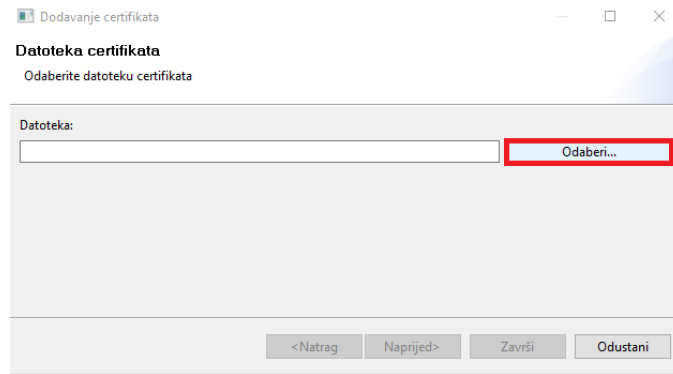 Dodavanje certifikata
Datoteka certifikata
Odaberite datoteku certifikata
Datoteka:
Odaberi...
<Natrag
Naprijed>
Završi
Odustani